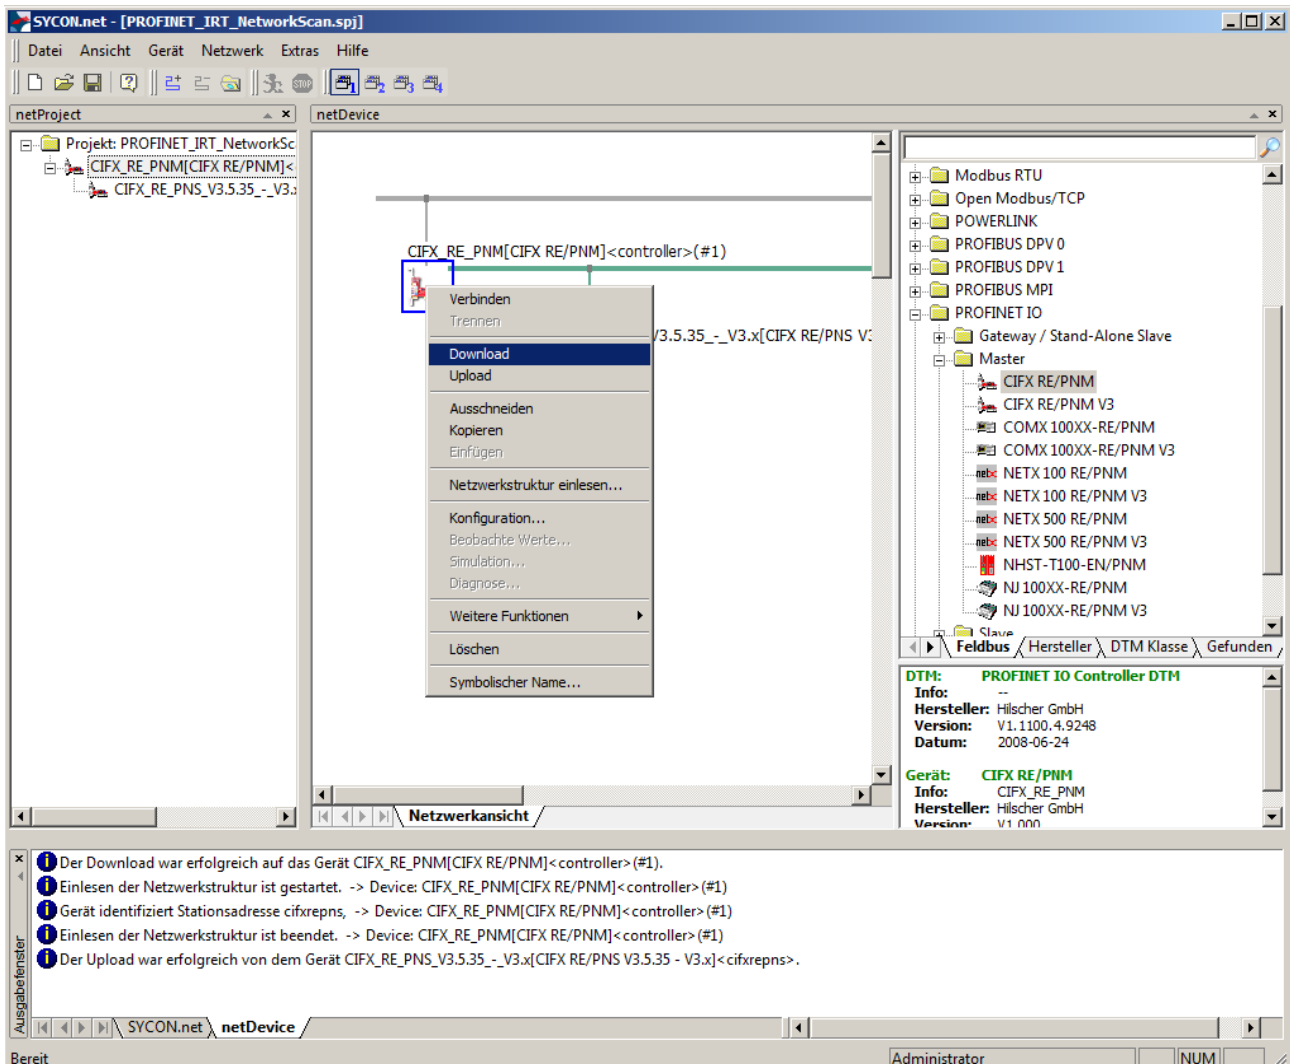 SYCON.net - [PROFINET_IRT_NetworkScan.spj]
Datei Ansicht Gerät Netzwerk Extras Hilfe
netProject
netDevice
Projekt: PROFINET_IRT_NetworkSc
CIFX_RE_PNM[CIFX RE/PNM]<
CIFX_RE_PNS_V3.5.35_-_V3.x
CIFX_RE_PNM[CIFX RE/PNM]<controller>(#1)
V3.5.35_-_V3.x[CIFX RE/PNS V3
Verbinden
Trennen
Download
Upload
Ausschneiden
Kopieren
Einfügen
Netzwerkstruktur einlesen...
Konfiguration...
Beobachte Werte...
Simulation...
Diagnose...
Weitere Funktionen
Löschen
Symbolischer Name...
Netzwerkansicht
Modbus RTU
Open Modbus/TCP
POWERLINK
PROFIBUS DPV0
PROFIBUS DPV1
PROFIBUS MPI
PROFINET IO
Gateway / Stand-Alone Slave
Master
CIFX RE/PNM
CIFX RE/PNM V3
COMX 100XX-RE/PNM
COMX 100XX-RE/PNM V3
NETX 100 RE/PNM
NETX 100 RE/PNM V3
NETX 500 RE/PNM
NETX 500 RE/PNM V3
NHST-T100-EN/PNM
NJ 100XX-RE/PNM
NJ 100XX-RE/PNM V3
Slave
Feldbus Hersteller DTM Klasse Gefunden
DTM: PROFINET IO Controller DTM
Info: --
Hersteller: Hilscher GmbH
Version: V1.1100.4.9248
Datum: 2008-06-24
Gerät: CIFX RE/PNM
Info: CIFX_RE_PNM
Hersteller: Hilscher GmbH
Version: V1.000
Der Download war erfolgreich auf das Gerät CIFX_RE_PNM[CIFX RE/PNM]<controller>(#1).
Einlesen der Netzwerkstruktur ist gestartet. -> Device: CIFX_RE_PNM[CIFX RE/PNM]<controller>(#1)
Gerät identifiziert Stationsadresse cifxrepns, -> Device: CIFX_RE_PNM[CIFX RE/PNM]<controller>(#1)
Einlesen der Netzwerkstruktur ist beendet. -> Device: CIFX_RE_PNM[CIFX RE/PNM]<controller>(#1)
Der Upload war erfolgreich von dem Gerät CIFX_RE_PNS_V3.5.35_-_V3.x[CIFX RE/PNS V3.5.35 - V3.x]<cifxrepns>.
Ausgabefenster
SYCON.net netDevice
Bereit
Administrator
NUM